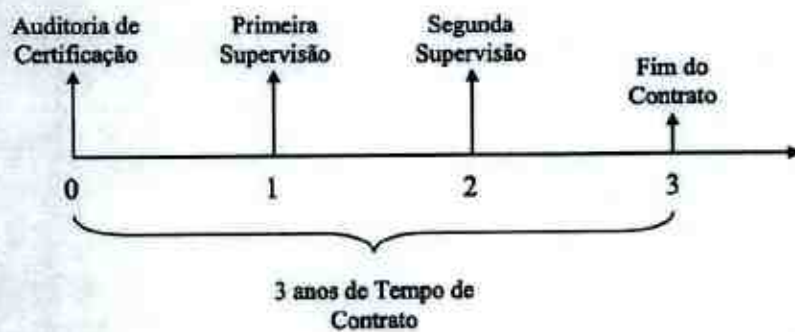 Auditoria de
Certificação
Primeira
Supervisão
Segunda
Supervisão
Fim do
Contrato
0
1
2
3
3 anos de Tempo de
Contrato